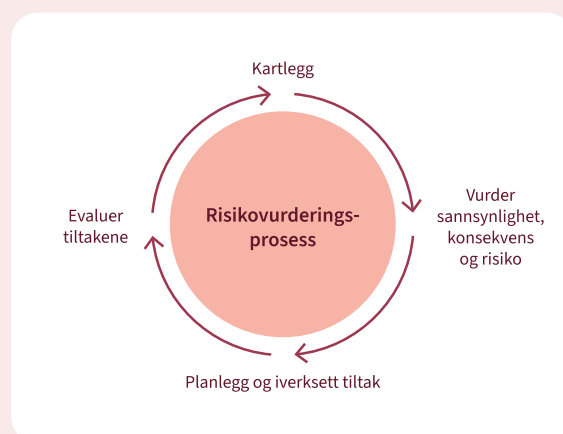 Kartlegg
Vurder
sannsynlighet,
konsekvens
og risiko
Planlegg og iverksett tiltak
Evaluer
tiltakene
Risikovurderings-
prosess